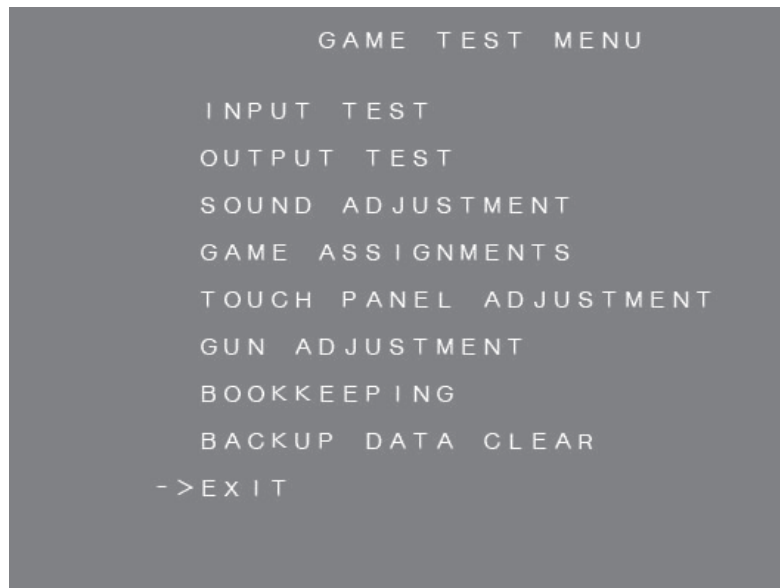 GAME TEST MENU
INPUT TEST
OUTPUT TEST
SOUND ADJUSTMENT
GAME ASSIGNMENTS
TOUCH PANEL ADJUSTMENT
GUN ADJUSTMENT
BOOKKEEPING
BACKUP DATA CLEAR
->EXIT